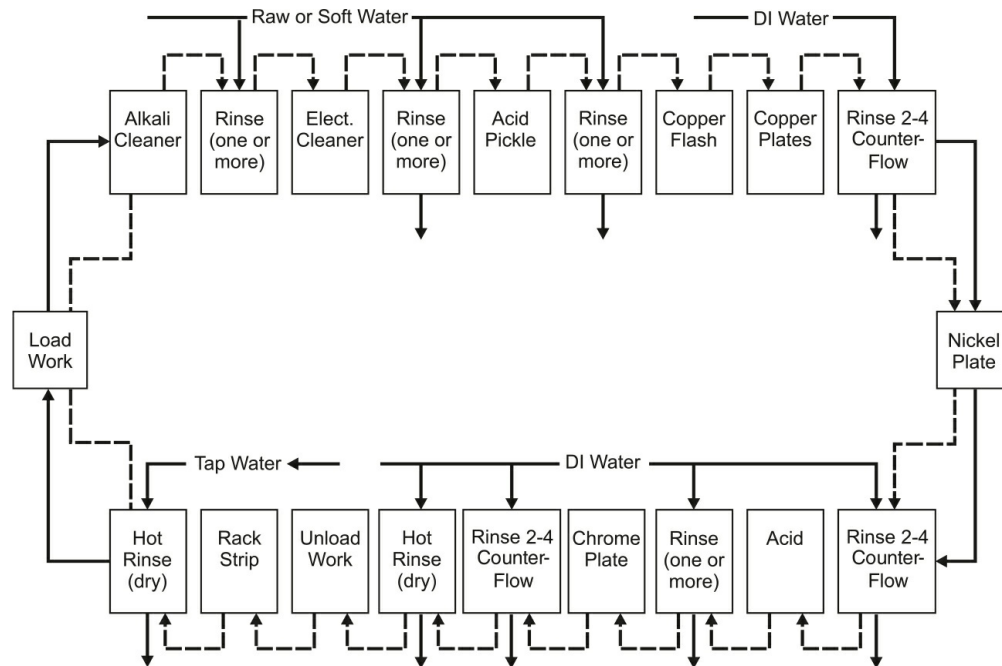 Raw or Soft Water
DI Water
Alkali
Cleaner
Rinse
(one or
more)
Elect.
Cleaner
Rinse
(one or
more)
Acid
Pickle
Rinse
(one or
more)
Copper
Flash
Copper
Plates
Rinse 2-4
Counter-
Flow
Load
Work
Nickel
Plate
Tap Water
DI Water
Hot
Rinse
(dry)
Rack
Strip
Unload
Work
Hot
Rinse
(dry)
Rinse 2-4
Counter-
Flow
Chrome
Plate
Rinse
(one or
more)
Acid
Rinse 2-4
Counter-
Flow